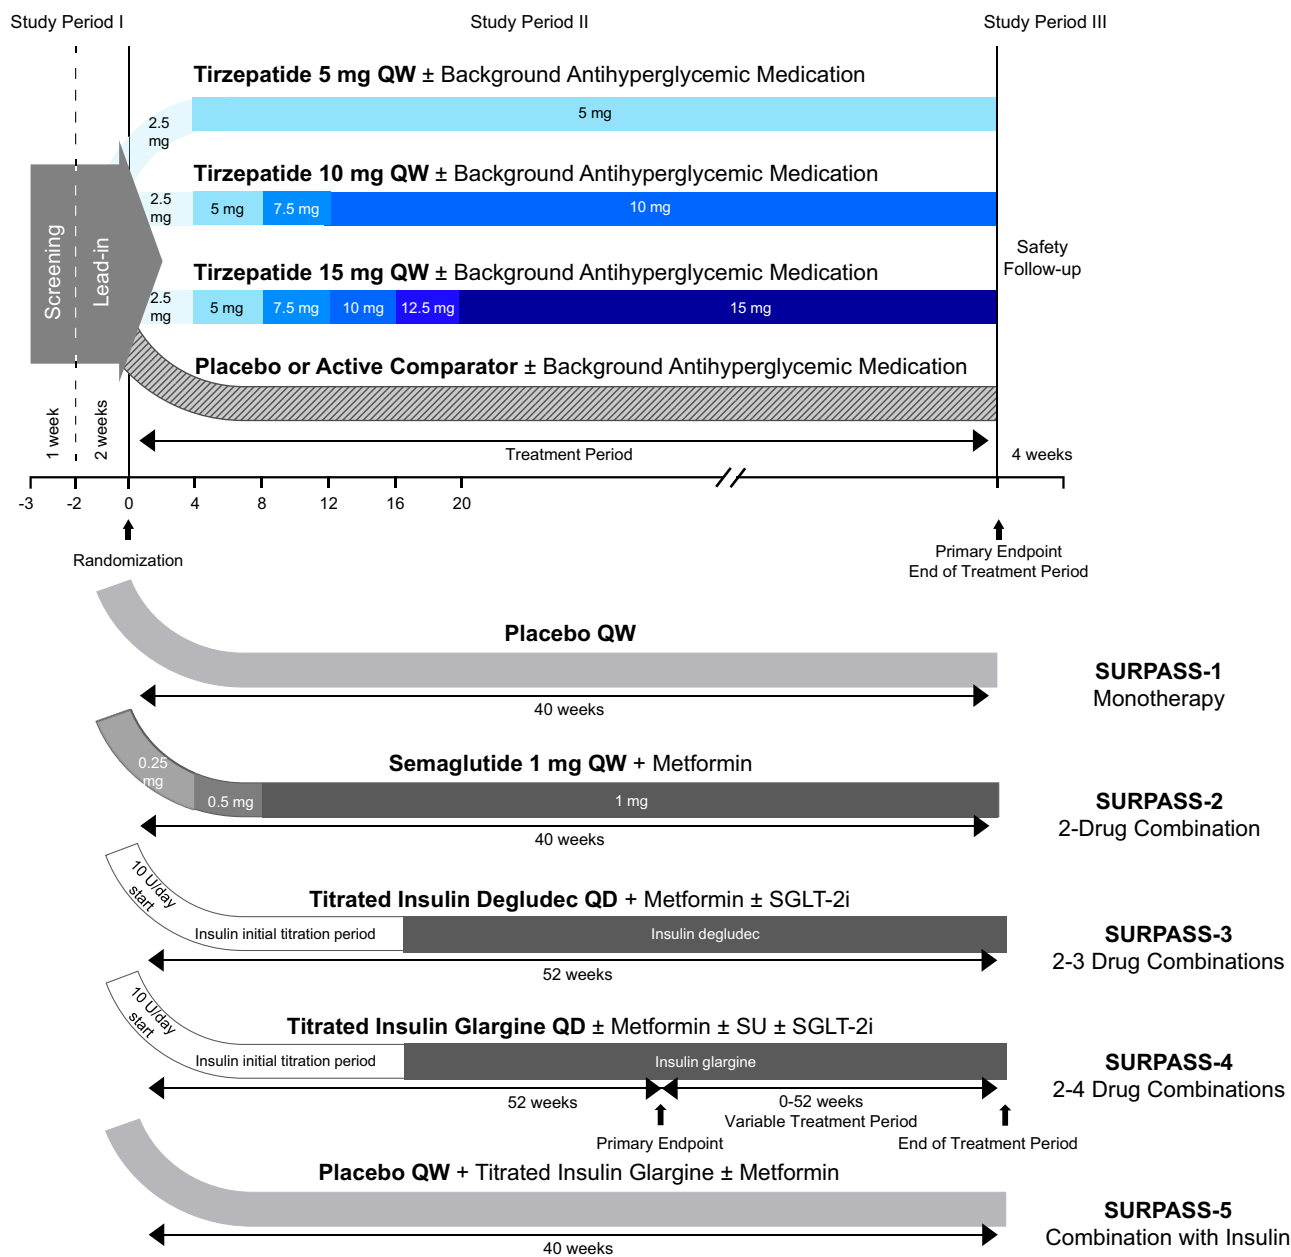 Study Period I
Study Period II
Study Period III
Tirzepatide 5 mg QW ± Background Antihyperglycemic Medication
2.5
mg
5 mg
Tirzepatide 10 mg QW ± Background Antihyperglycemic Medication
2.5
mg
5 mg
7.5 mg
10 mg
Screening
Lead-in
Safety
Follow-up
Tirzepatide 15 mg QW ± Background Antihyperglycemic Medication
2.5
mg
5 mg
7.5 mg
10 mg
12.5 mg
15 mg
Placebo or Active Comparator ± Background Antihyperglycemic Medication
1 week
2 weeks
Treatment Period
4 weeks
-3
-2
0
4
8
12
16
20
Randomization
Primary Endpoint
End of Treatment Period
Placebo QW
40 weeks
SURPASS-1
Monotherapy
Semaglutide 1 mg QW + Metformin
0.25
mg
0.5 mg
1 mg
40 weeks
SURPASS-2
2-Drug Combination
10 U/day
start
Titrated Insulin Degludec QD + Metformin ± SGLT-2i
Insulin initial titration period
Insulin degludec
52 weeks
SURPASS-3
2-3 Drug Combinations
10 U/day
start
Titrated Insulin Glargine QD ± Metformin ± SU ± SGLT-2i
Insulin initial titration period
Insulin glargine
52 weeks
0-52 weeks
Variable Treatment Period
Primary Endpoint
End of Treatment Period
SURPASS-4
2-4 Drug Combinations
Placebo QW + Titrated Insulin Glargine ± Metformin
40 weeks
SURPASS-5
Combination with Insulin